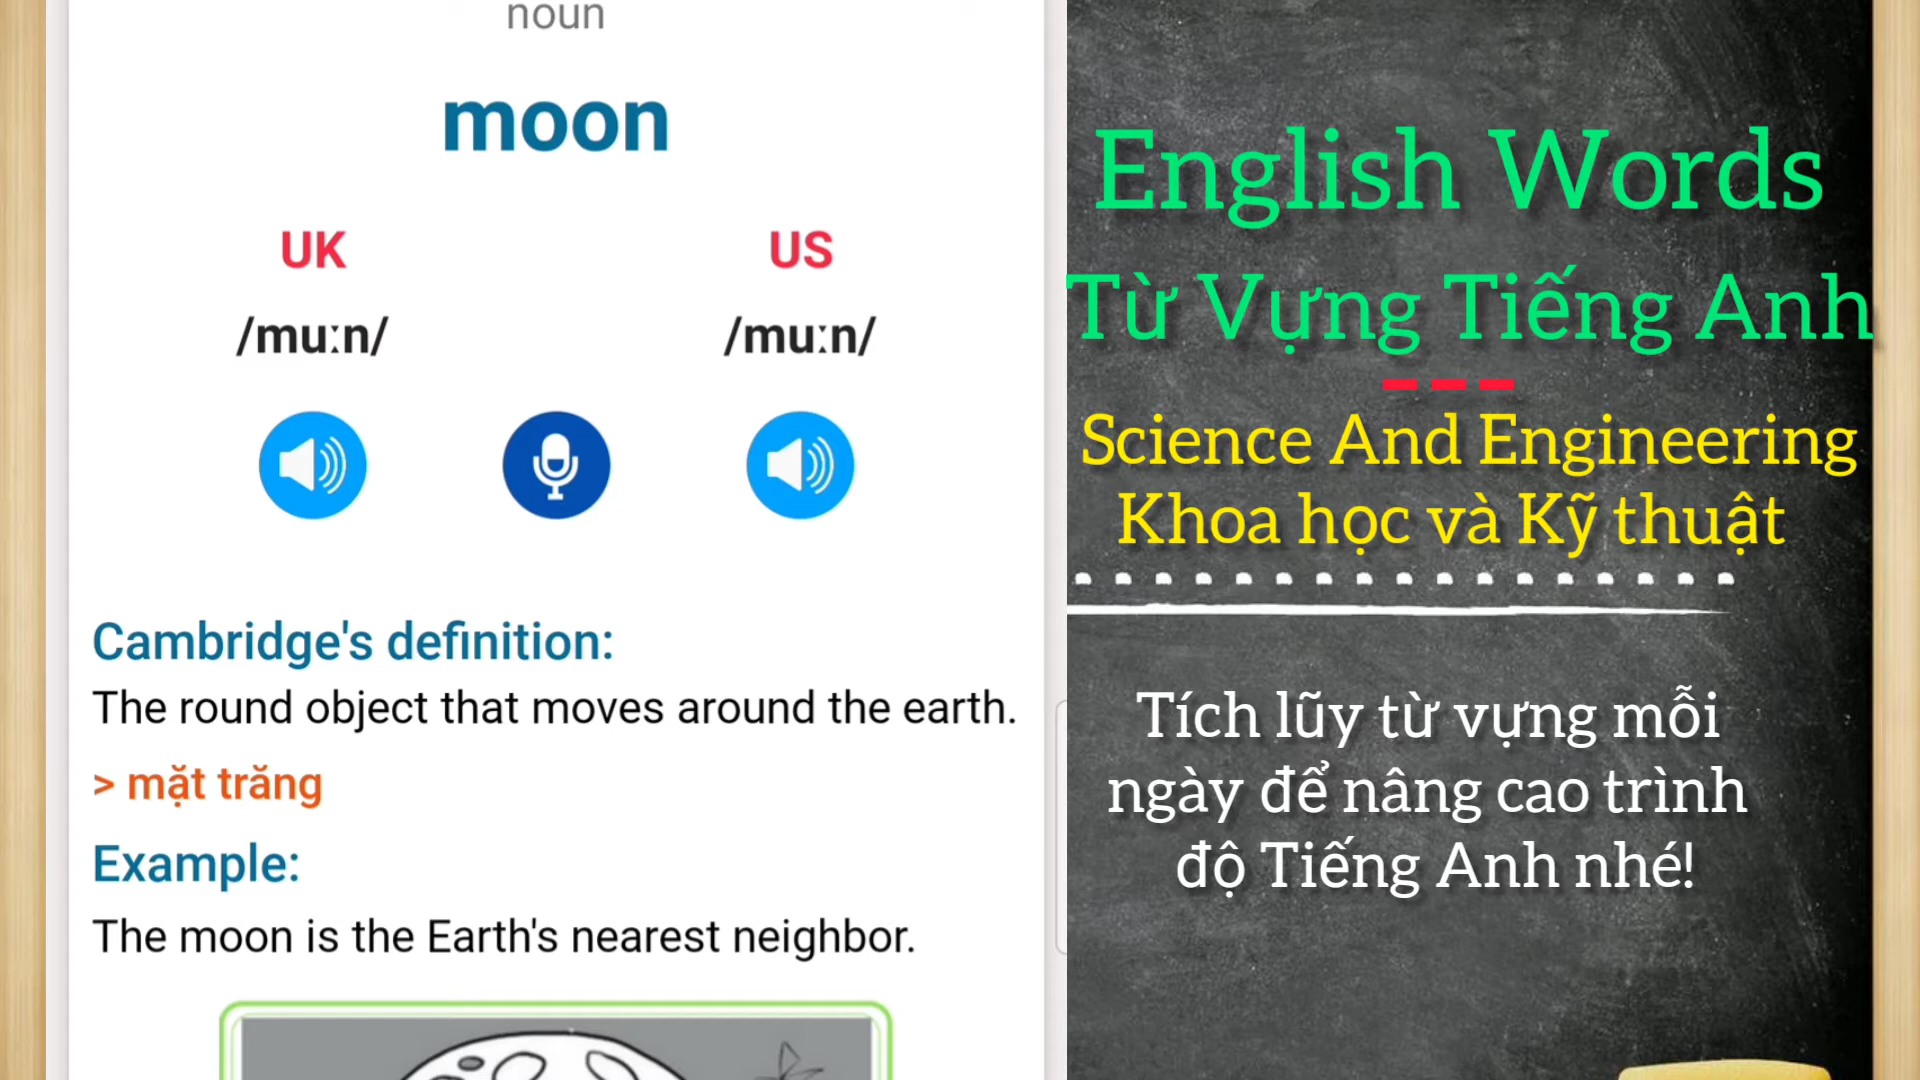 noun
moon
UK
US
/muːn/
/muːn/
Cambridge's definition:
The round object that moves around the earth.
> mặt trăng
Example:
The moon is the Earth's nearest neighbor.
English Words
Từ Vựng Tiếng Anh
Science And Engineering
Khoa học và Kỹ thuật
Tích lũy từ vựng mỗi
ngày để nâng cao trình
độ Tiếng Anh nhé!